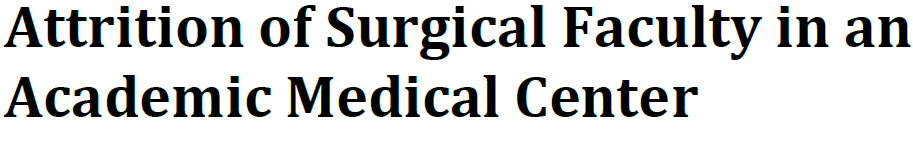 Attrition of Surgical Faculty in an
Academic Medical Center